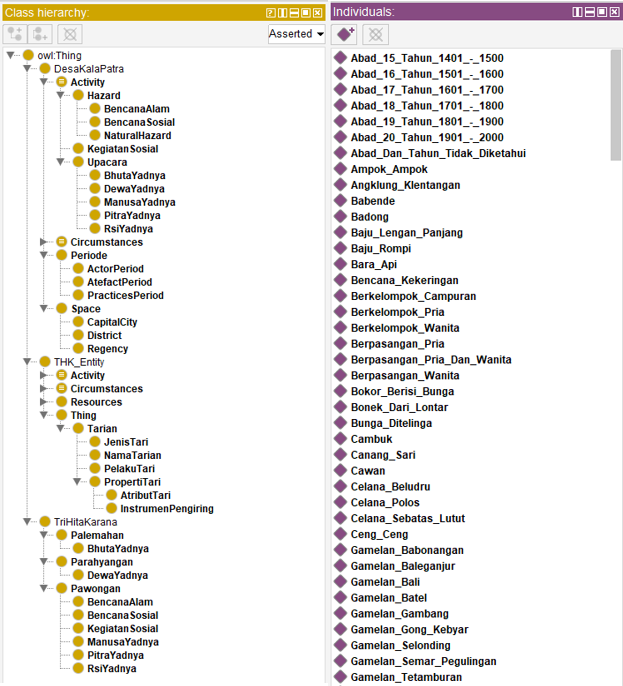 Class hierarchy:
Asserted
owl:Thing
DesaKalaPatra
Activity
Hazard
BencanaAlam
BencanaSosial
NaturalHazard
KegiatanSosial
Upacara
BhutaYadnya
DewaYadnya
ManusaYadnya
PitraYadnya
RsiYadnya
Circumstances
Periode
ActorPeriod
AtefactPeriod
PracticesPeriod
Space
CapitalCity
District
Regency
THK_Entity
Activity
Circumstances
Resources
Thing
Tarian
JenisTari
NamaTarian
PelakuTari
PropertiTari
AtributTari
InstrumenPengiring
TriHitaKarana
Palemahan
BhutaYadnya
Parahyangan
DewaYadnya
Pawongan
BencanaAlam
BencanaSosial
KegiatanSosial
ManusaYadnya
PitraYadnya
RsiYadnya
Individuals:
Abad_15_Tahun_1401_-_1500
Abad_16_Tahun_1501_-_1600
Abad_17_Tahun_1601_-_1700
Abad_18_Tahun_1701_-_1800
Abad_19_Tahun_1801_-_1900
Abad_20_Tahun_1901_-_2000
Abad_Dan_Tahun_Tidak_Diketahui
Ampok_Ampok
Angklung_Klentangan
Babende
Badong
Baju_Lengan_Panjang
Baju_Rompi
Bara_Api
Bencana_Kekeringan
Berkelompok_Campuran
Berkelompok_Pria
Berkelompok_Wanita
Berpasangan_Pria
Berpasangan_Pria_Dan_Wanita
Berpasangan_Wanita
Bokor_Berisi_Bunga
Bonek_Dari_Lontar
Bunga_Ditelinga
Cambuk
Canang_Sari
Cawan
Celana_Beludru
Celana_Polos
Celana_Sebatas_Lutut
Ceng_Ceng
Gamelan_Babonangan
Gamelan_Baleganjur
Gamelan_Bali
Gamelan_Batel
Gamelan_Gambang
Gamelan_Gong_Kebyar
Gamelan_Selonding
Gamelan_Semar_Pegulingan
Gamelan_Tetamburan